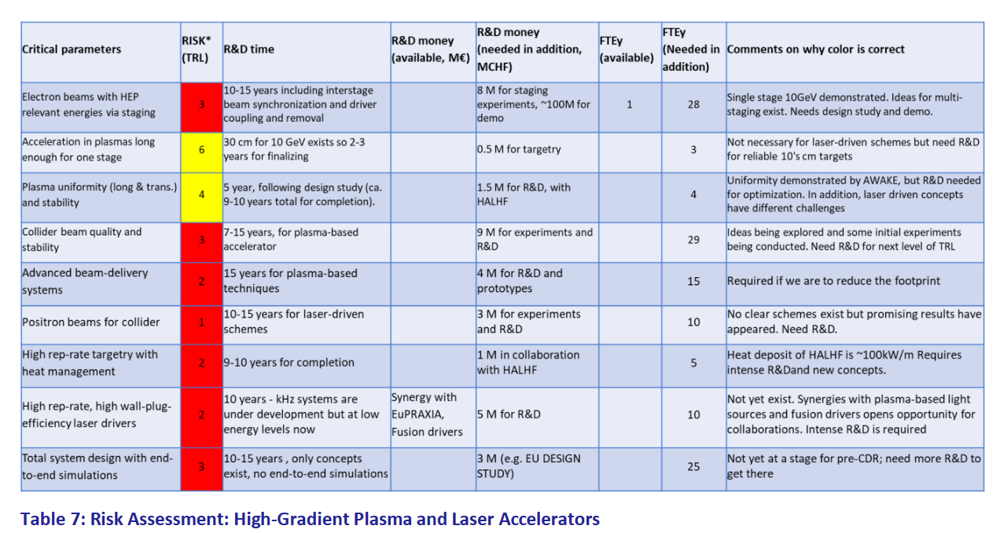 Critical parameters
RISK*
(TRL)
R&D time
R&D money
(available, M€)
R&D money
(needed in addition,
MCHF)
FTEy
(available)
FTEy
(Needed in
addition)
Comments on why color is correct
Electron beams with HEP
relevant energies via staging
3
10-15 years including interstage
beam synchronization and driver
coupling and removal
8 M for staging
experiments, ~100M for
demo
1
28
Single stage 10GeV demonstrated. Ideas for multi-
staging exist. Needs design study and demo.
Acceleration in plasmas long
enough for one stage
6
30 cm for 10 GeV exists so 2-3
years for finalizing
0.5 M for targetry
3
Not necessary for laser-driven schemes but need R&D
for reliable 10's cm targets
Plasma uniformity (long & trans.)
and stability
4
5 year, following design study (ca.
9-10 years total for completion).
1.5 M for R&D, with
HALHF
4
Uniformity demonstrated by AWAKE, but R&D needed
for optimization. In addition, laser driven concepts
have different challenges
Collider beam quality and
stability
3
7-15 years, for plasma-based
accelerator
9 M for experiments and
R&D
29
Ideas being explored and some initial experiments
being conducted. Need R&D for next level of TRL
Advanced beam-delivery
systems
2
15 years for plasma-based
techniques
4 M for R&D and
prototypes
15
Required if we are to reduce the footprint
Positron beams for collider
1
10-15 years for laser-driven
schemes
3 M for experiments
and R&D
10
No clear schemes exist but promising results have
appeared. Need R&D.
High rep-rate targetry with
heat management
2
9-10 years for completion
1 M in collaboration
with HALHF
5
Heat deposit of HALHF is ~100kW/m Requires
intense R&Dand new concepts.
High rep-rate, high wall-plug-
efficiency laser drivers
2
10 years - kHz systems are
under development but at low
energy levels now
Synergy with
EuPRAXIA,
Fusion drivers
5 M for R&D
10
Not yet exist. Synergies with plasma-based light
sources and fusion drivers opens opportunity for
collaborations. Intense R&D is required
Total system design with end-
to-end simulations
3
10-15 years , only concepts
exist, no end-to-end simulations
3 M (e.g. EU DESIGN
STUDY)
25
Not yet at a stage for pre-CDR; need more R&D to
get there
Table 7: Risk Assessment: High-Gradient Plasma and Laser Accelerators